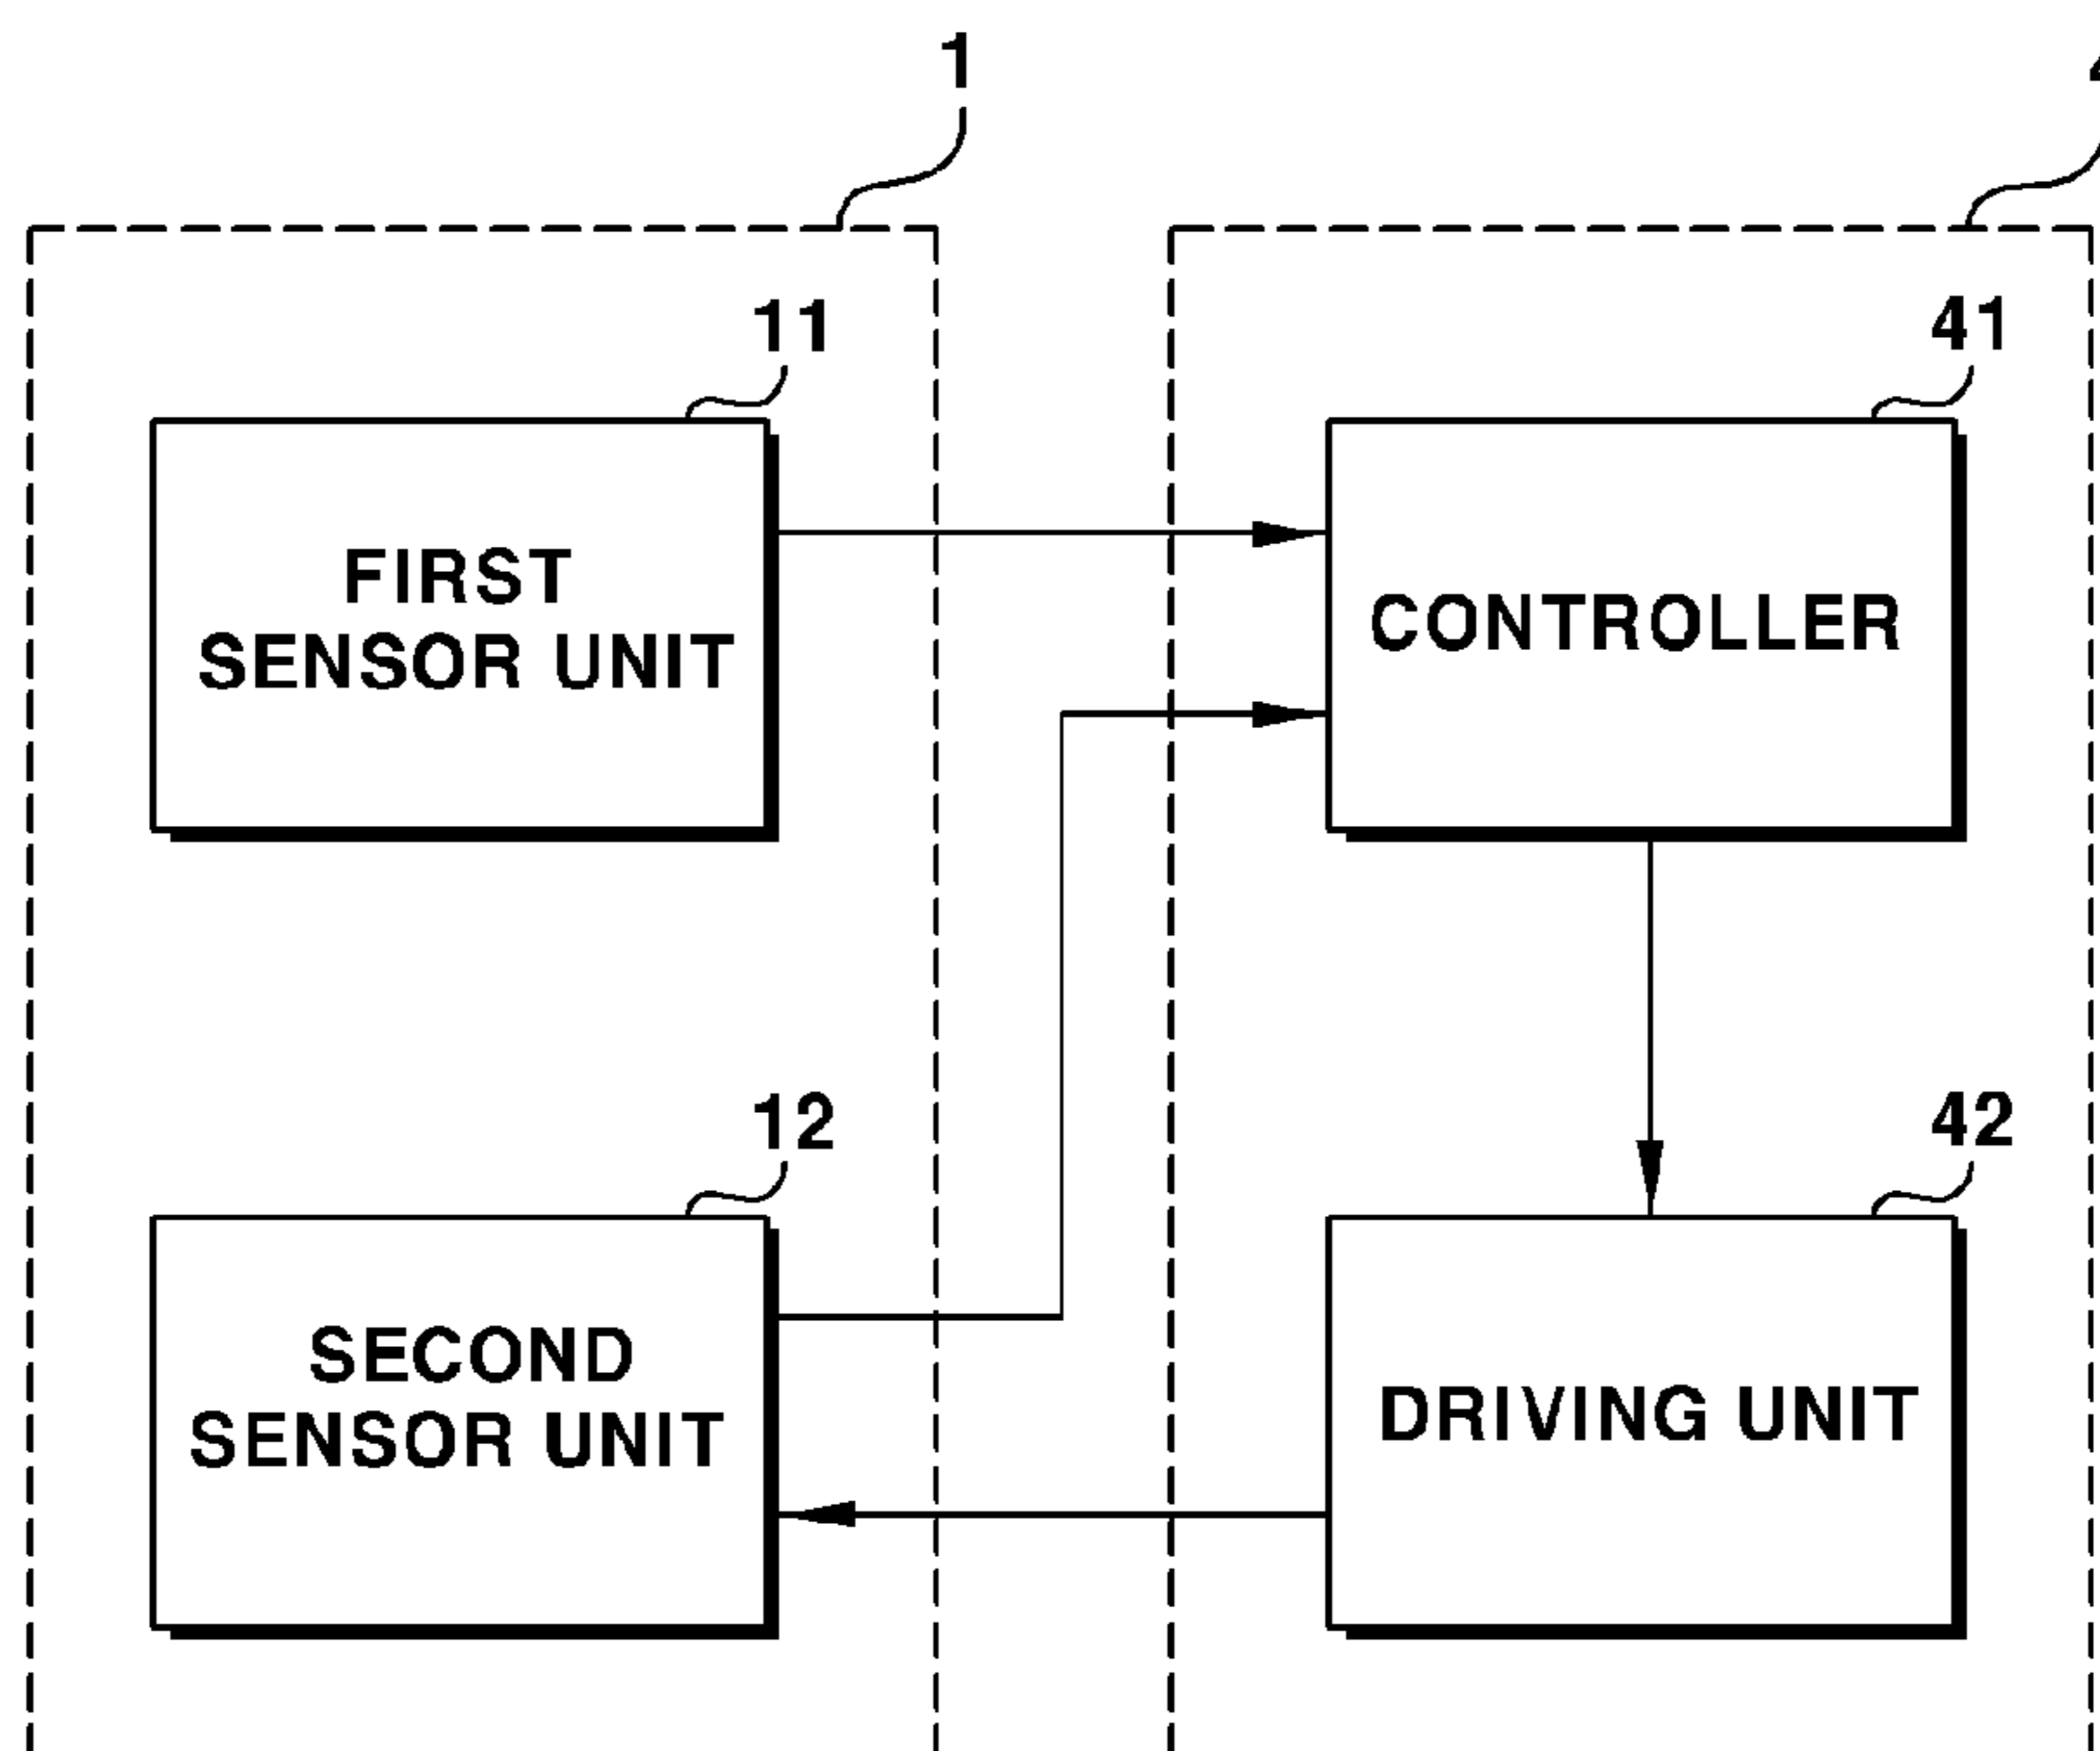 1
11
41
FIRST
SENSOR UNIT
CONTROLLER
12
42
SECOND
SENSOR UNIT
DRIVING UNIT